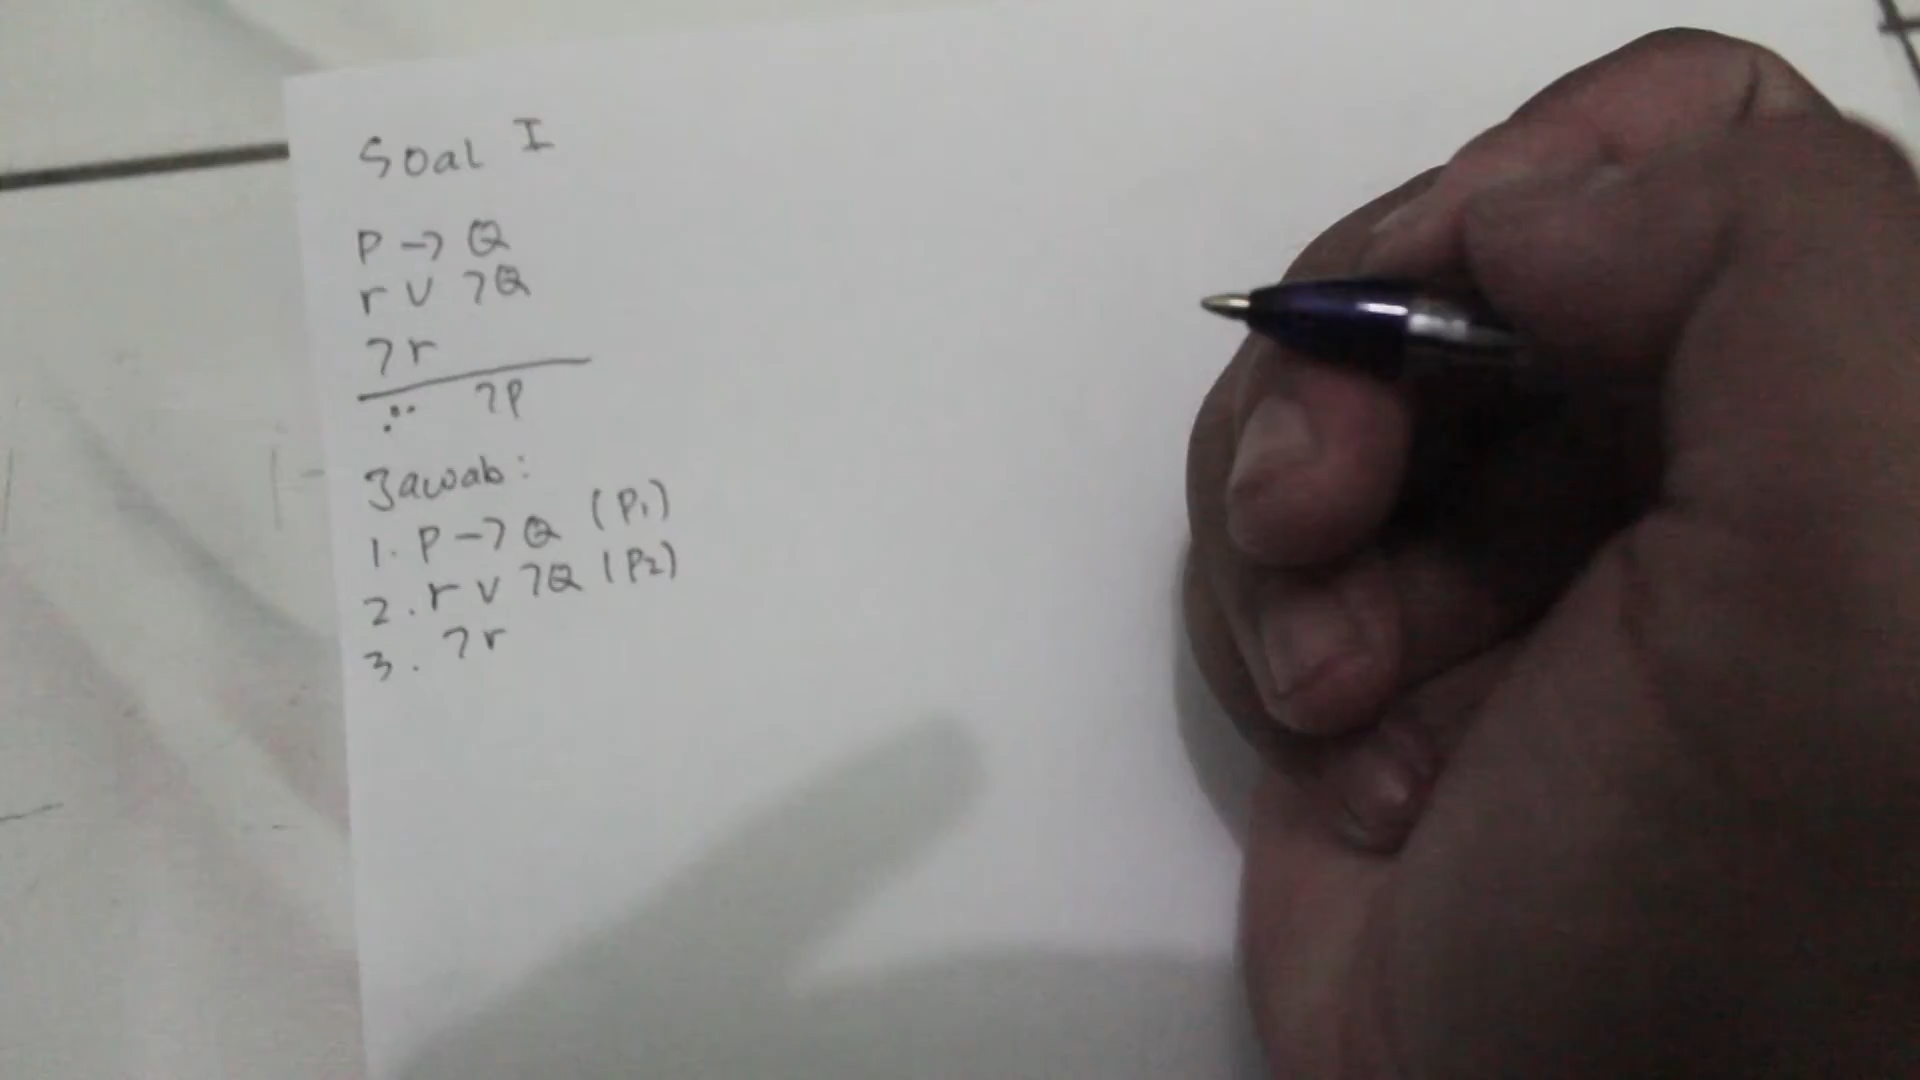 Soal I
P → Q
r ∨ ¬Q
¬r
∴ ¬P
Jawab:
1. P → Q (P1)
2. r ∨ ¬Q (P2)
3. ¬r